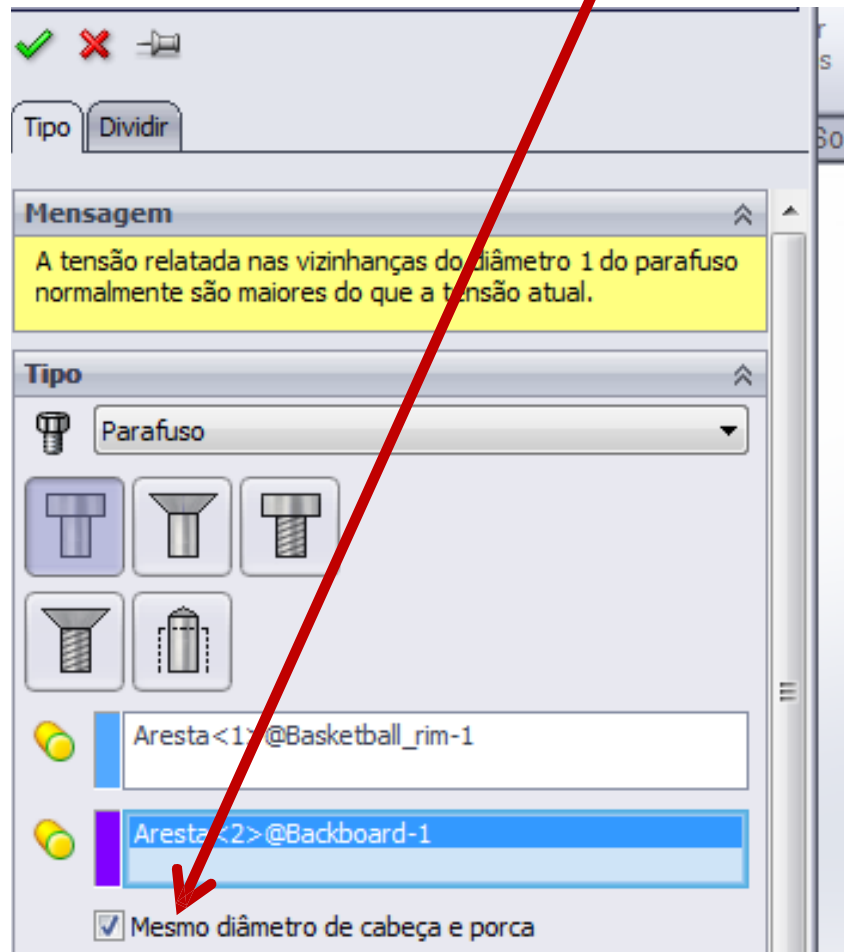 Tipo Dividir
Mensagem
A tensão relatada nas vizinhanças do diâmetro 1 do parafuso
normalmente são maiores do que a tensão atual.
Tipo
Parafuso
Aresta<1>@Basketball_rim-1
Aresta<2>@Backboard-1
Mesmo diâmetro de cabeça e porca